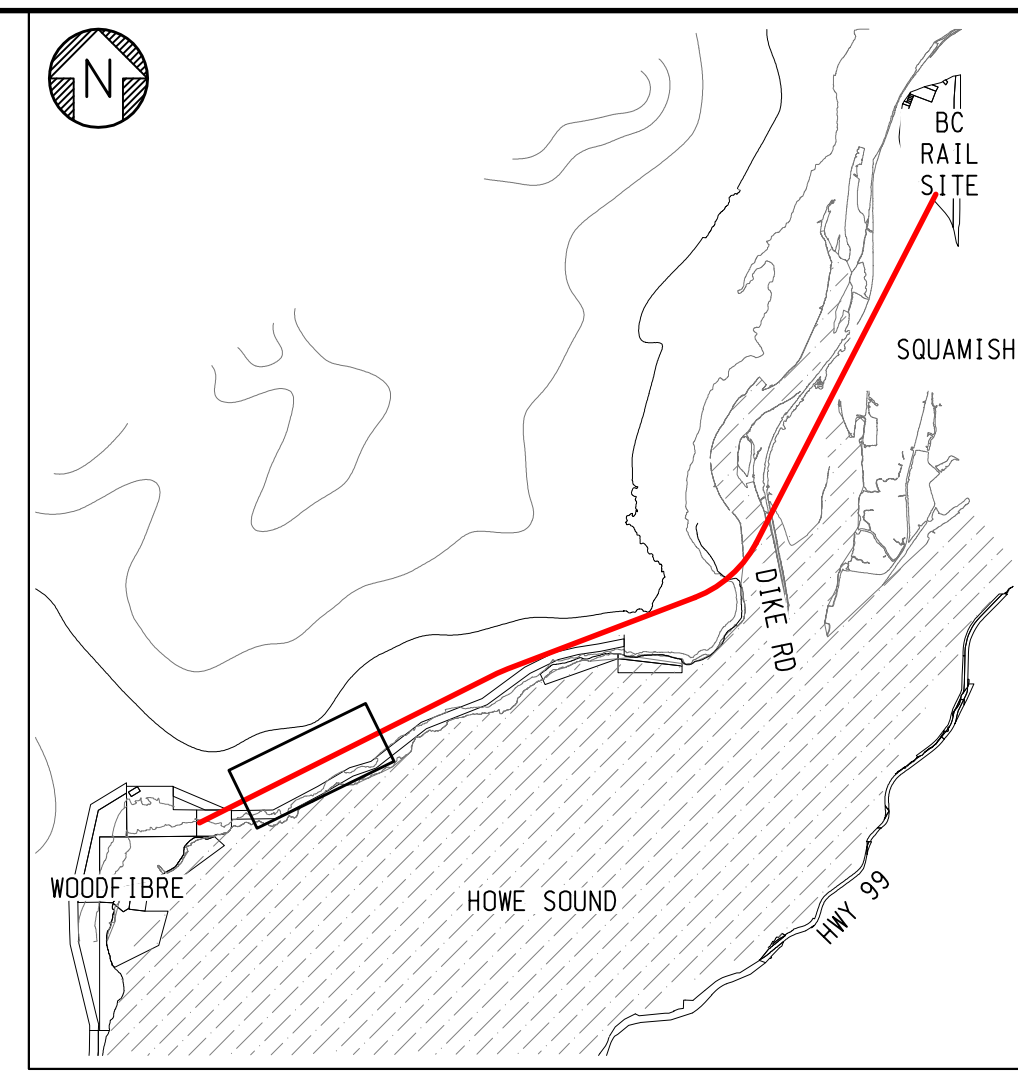 N
BC
RAIL
SITE
SQUAMISH
DIKE RD
WOODFIBRE
HOWE SOUND
HWY 99